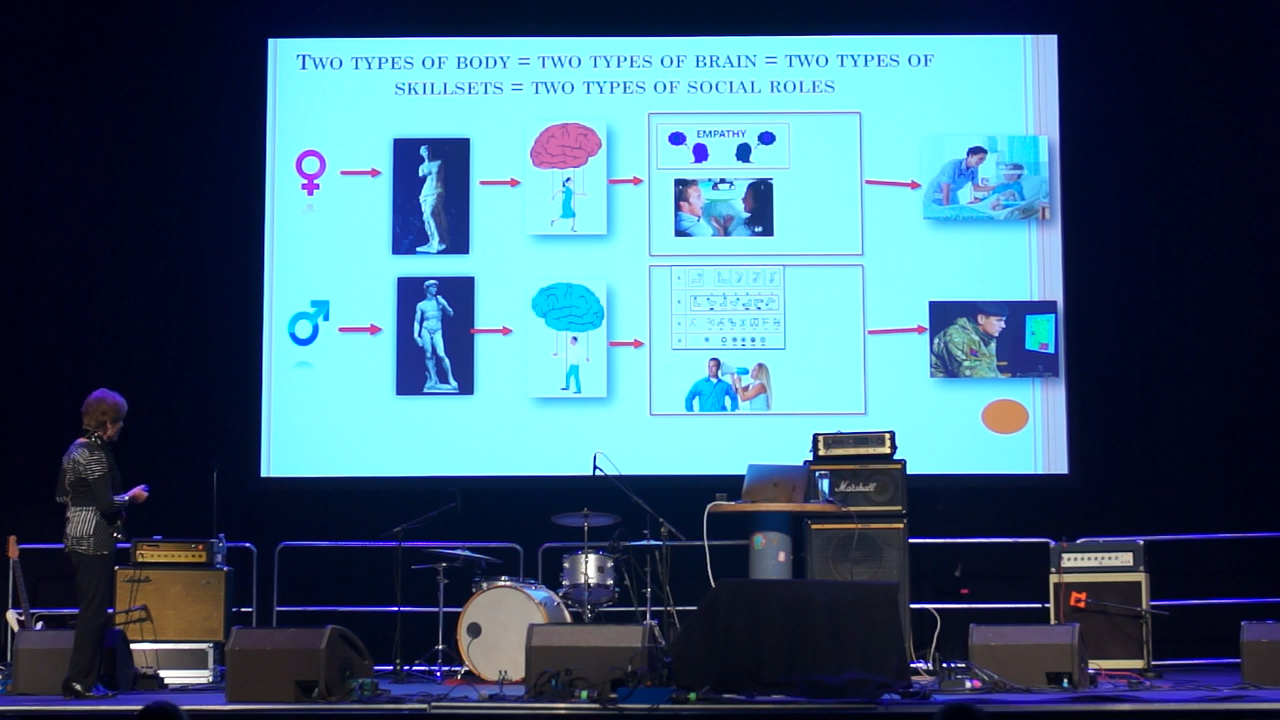 TWO TYPES OF BODY = TWO TYPES OF BRAIN = TWO TYPES OF
SKILLSETS = TWO TYPES OF SOCIAL ROLES
EMPATHY
Marshall